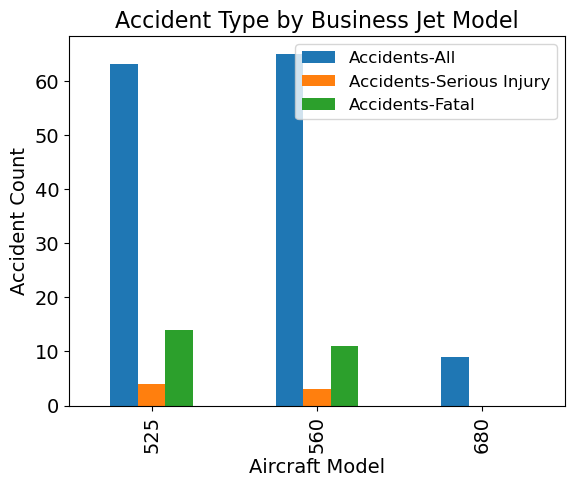 Accident Type by Business Jet Model
Accidents-All
Accidents-Serious Injury
Accidents-Fatal
Accident Count
60
50
40
30
20
10
0
525
560
680
Aircraft Model